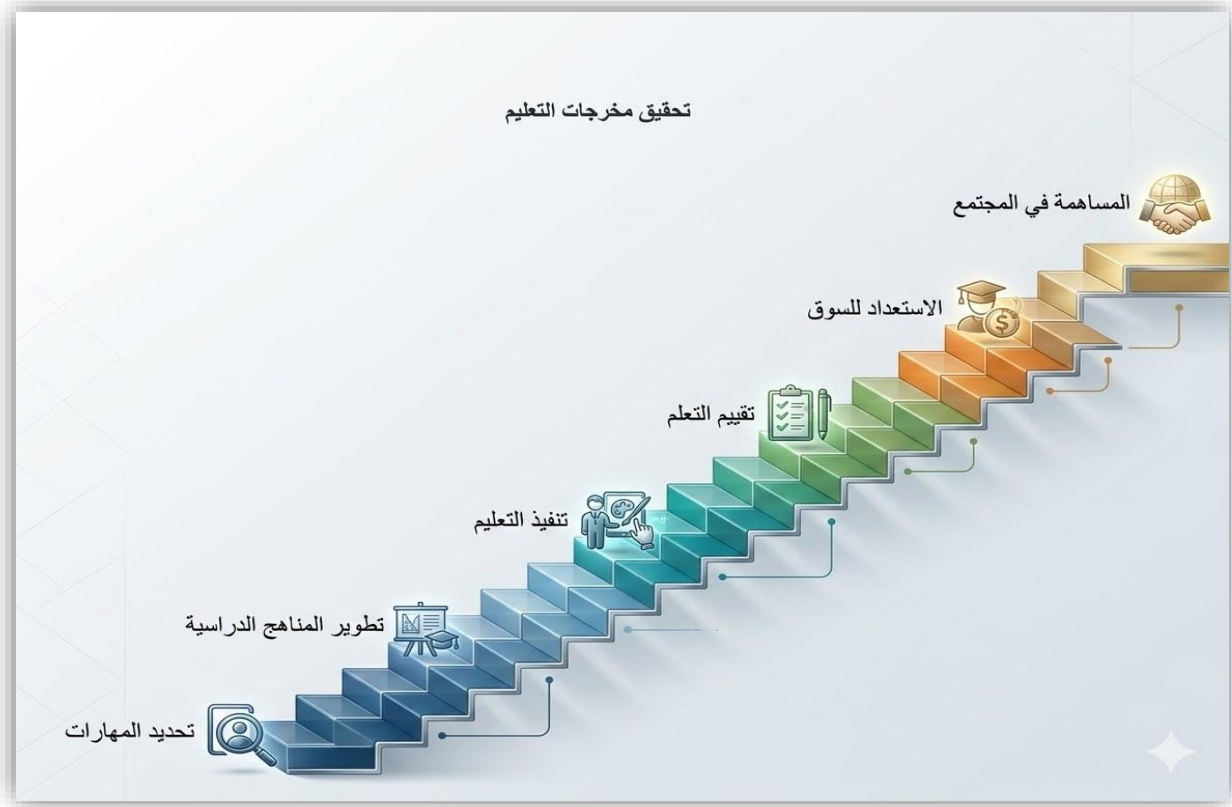 تحقيق مخرجات التعليم
المساهمة في المجتمع
الاستعداد للسوق
تقييم التعلم
تنفيذ التعليم
تطوير المناهج الدراسية
تحديد المهارات